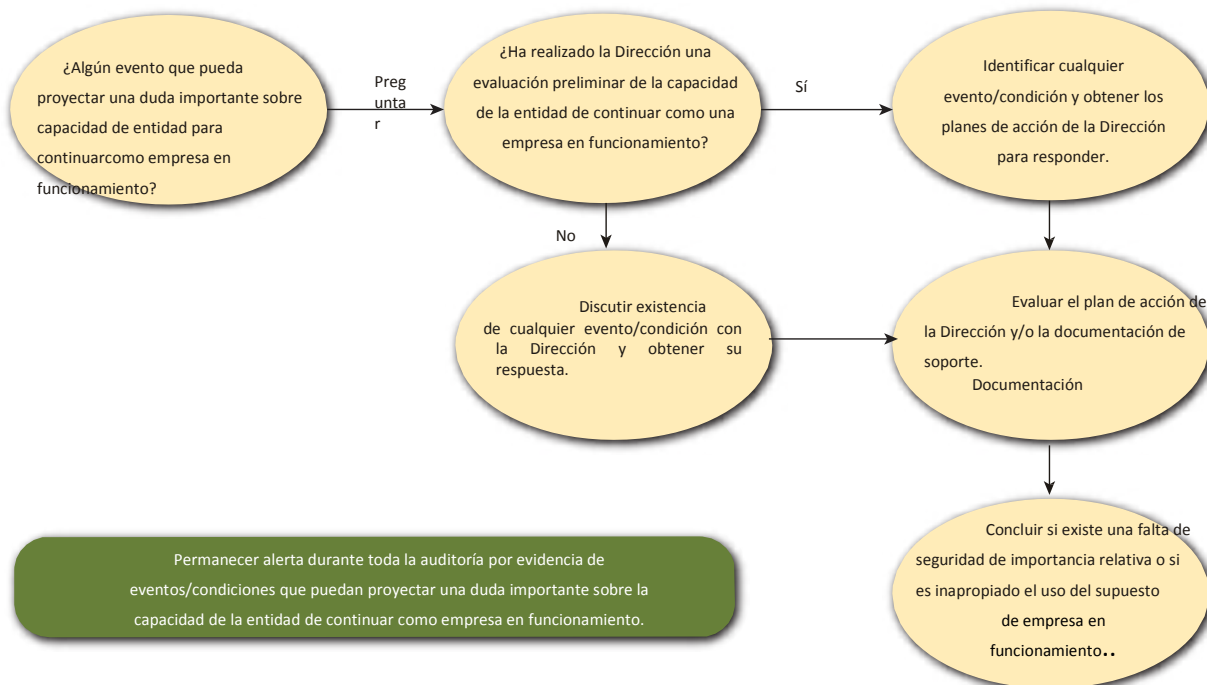 ¿Algún evento que pueda
proyectar una duda importante sobre
capacidad de entidad para
continuarcomo empresa en
funcionamiento?
Preg
unta
r
¿Ha realizado la Dirección una
evaluación preliminar de la capacidad
de la entidad de continuar como una
empresa en funcionamiento?
Sí
Identificar cualquier
evento/condición y obtener los
planes de acción de la Dirección
para responder.
No
Discutir existencia
de cualquier evento/condición con
la Dirección y obtener su
respuesta.
Evaluar el plan de acción de
la Dirección y/o la documentación de
soporte.
Documentación
Concluir si existe una falta de
seguridad de importancia relativa o si
es inapropiado el uso del supuesto
de empresa en
funcionamiento..
Permanecer alerta durante toda la auditoría por evidencia de
eventos/condiciones que puedan proyectar una duda importante sobre la
capacidad de la entidad de continuar como empresa en funcionamiento.